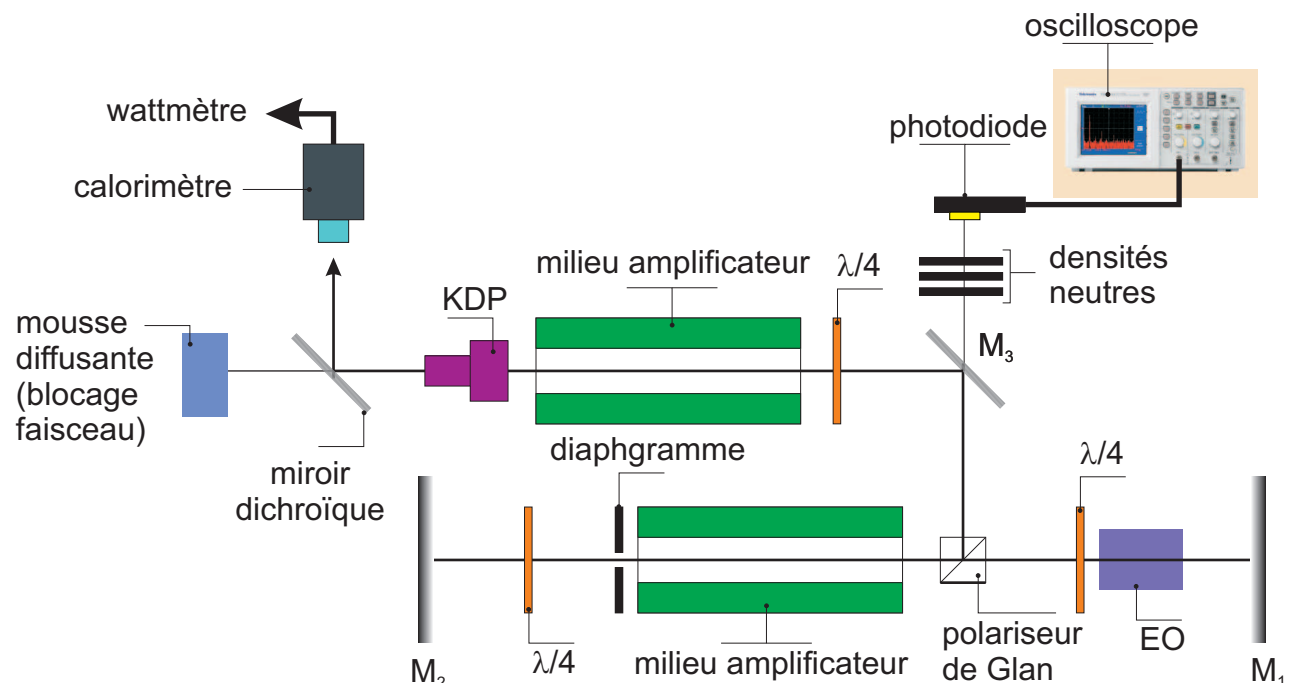 oscilloscope
wattmètre
photodiode
calorimètre
milieu amplificateur
λ/4
densités
neutres
KDP
mousse
diffusante
(blocage
faisceau)
M₃
diaphgramme
λ/4
miroir
dichroïque
polariseur
de Glan
EO
λ/4
milieu amplificateur
M₂
M₁